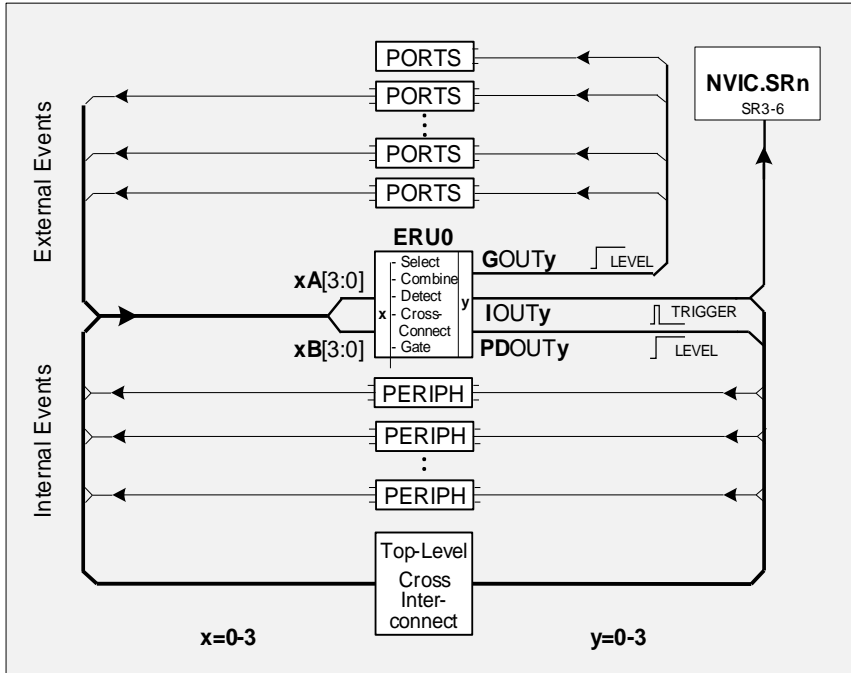 PORTS
NVIC.SRn
SR3-6
PORTS
PORTS
PORTS
External Events
ERU0
xA[3:0]
xB[3:0]
x
- Select
- Combine
- Detect
- Cross-
Connect
- Gate
y
GOUTy
LEVEL
IOUTy
TRIGGER
PDOUTy
LEVEL
Internal Events
PERIPH
PERIPH
PERIPH
Top-Level
Cross
Inter-
connect
x=0-3
y=0-3